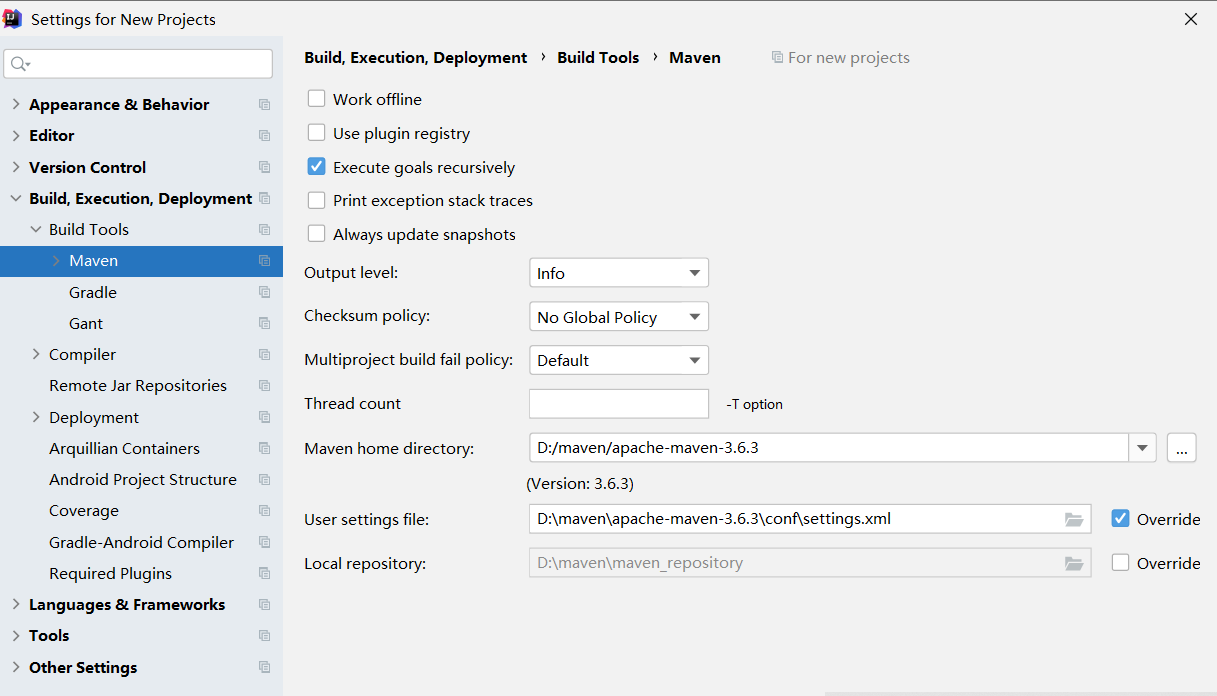 Settings for New Projects
Appearance & Behavior
Editor
Version Control
Build, Execution, Deployment
Build Tools
Maven
Gradle
Gant
Compiler
Remote Jar Repositories
Deployment
Arquillian Containers
Android Project Structure
Coverage
Gradle-Android Compiler
Required Plugins
Languages & Frameworks
Tools
Other Settings
Build, Execution, Deployment › Build Tools › Maven For new projects
Work offline
Use plugin registry
Execute goals recursively
Print exception stack traces
Always update snapshots
Output level: Info
Checksum policy: No Global Policy
Multiproject build fail policy: Default
Thread count -T option
Maven home directory: D:/maven/apache-maven-3.6.3 ...
(Version: 3.6.3)
User settings file: D:\maven\apache-maven-3.6.3\conf\settings.xml Override
Local repository: D:\maven\maven_repository Override